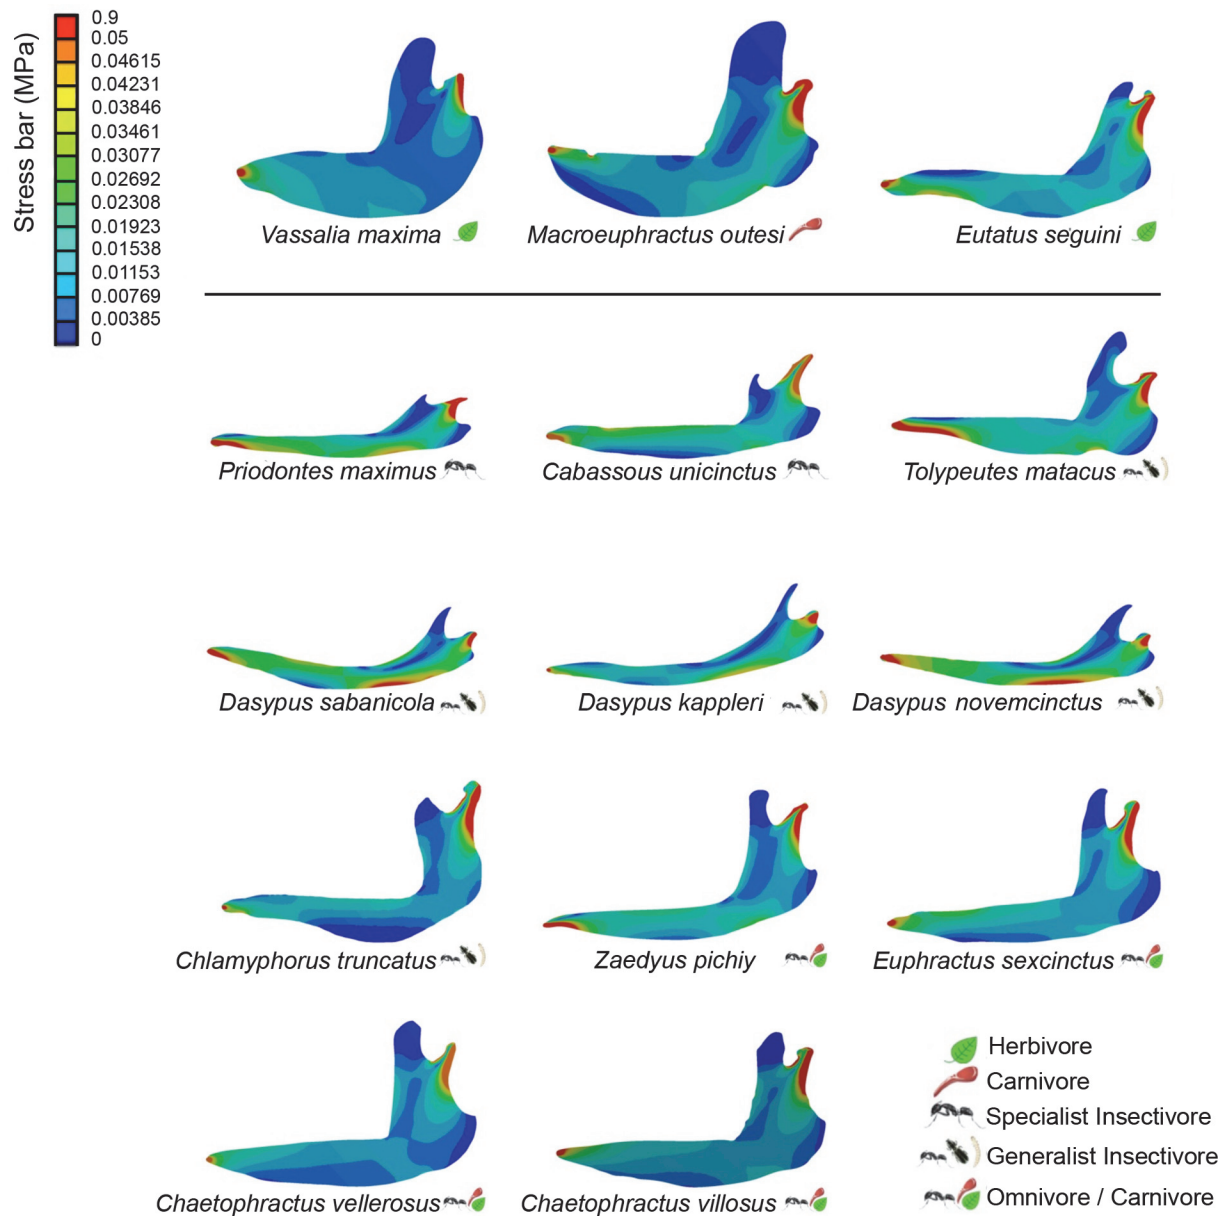 Stress bar (MPa)
0.9
0.05
0.04615
0.04231
0.03846
0.03461
0.03077
0.02692
0.02308
0.01923
0.01538
0.01153
0.00769
0.00385
0
Vassalia maxima
Macroeuphractus outesi
Eutatus seguini
Priodontes maximus
Cabassous unicinctus
Tolypeutes matacus
Dasypus sabanicola
Dasypus kappleri
Dasypus novemcinctus
Chlamyphorus truncatus
Zaedyus pichiy
Euphractus sexcinctus
Chaetophractus vellerosus
Chaetophractus villosus
Herbivore
Carnivore
Specialist Insectivore
Generalist Insectivore
Omnivore / Carnivore